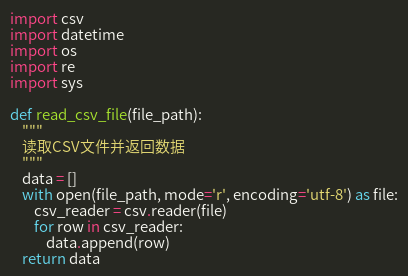 import csv
import datetime
import os
import re
import sys

def read_csv_file(file_path):
    """
    读取CSV文件并返回数据
    """
    data = []
    with open(file_path, mode='r', encoding='utf-8') as file:
        csv_reader = csv.reader(file)
        for row in csv_reader:
            data.append(row)
    return data